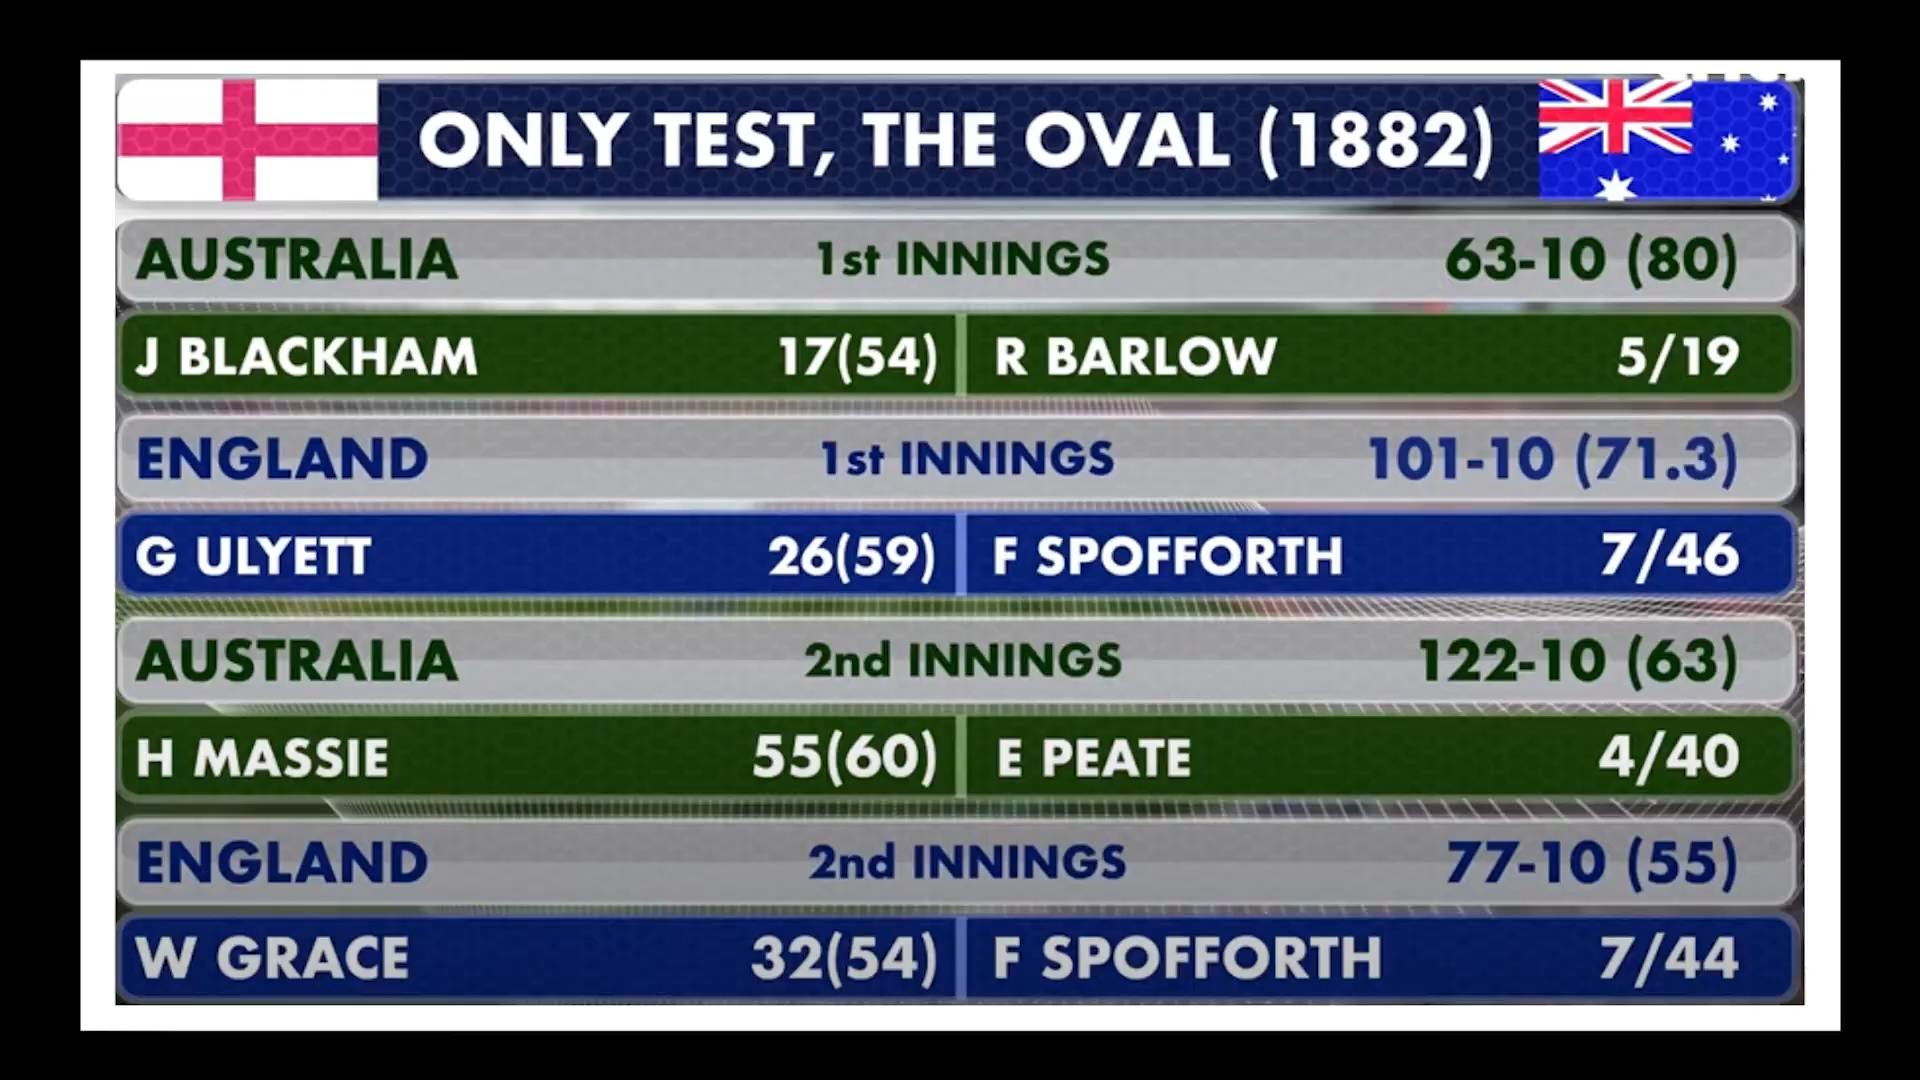 ONLY TEST, THE OVAL (1882)
AUSTRALIA 1st INNINGS 63-10 (80)
J BLACKHAM 17(54) R BARLOW 5/19
ENGLAND 1st INNINGS 101-10 (71.3)
G ULYETT 26(59) F SPOFFORTH 7/46
AUSTRALIA 2nd INNINGS 122-10 (63)
H MASSIE 55(60) E PEATE 4/40
ENGLAND 2nd INNINGS 77-10 (55)
W GRACE 32(54) F SPOFFORTH 7/44